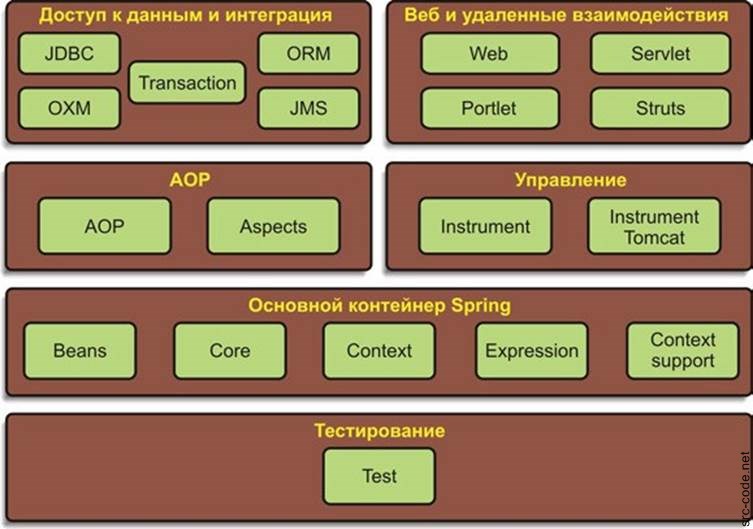 Доступ к данным и интеграция
JDBC
ORM
Transaction
OXM
JMS
Веб и удаленные взаимодействия
Web
Servlet
Portlet
Struts
AOP
AOP
Aspects
Управление
Instrument
Instrument
Tomcat
Основной контейнер Spring
Beans
Core
Context
Expression
Context
support
Тестирование
Test
src-code.net